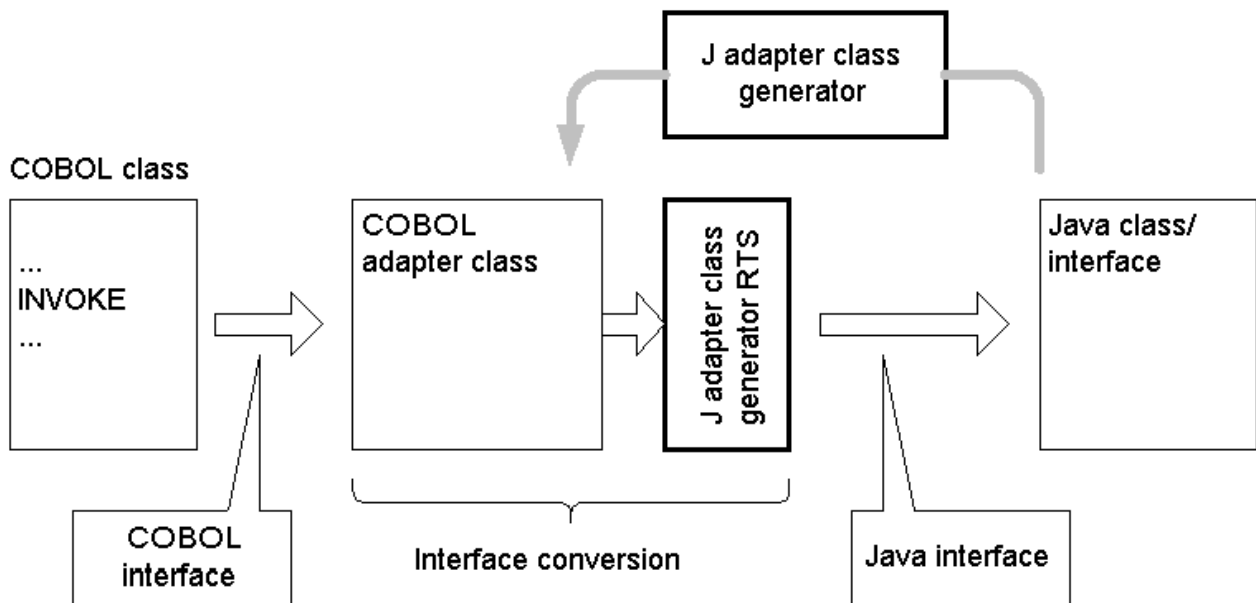 J adapter class
generator
COBOL class
...
INVOKE
...
COBOL
adapter class
J adapter class
generator RTS
Java class/
interface
COBOL
interface
Interface conversion
Java interface